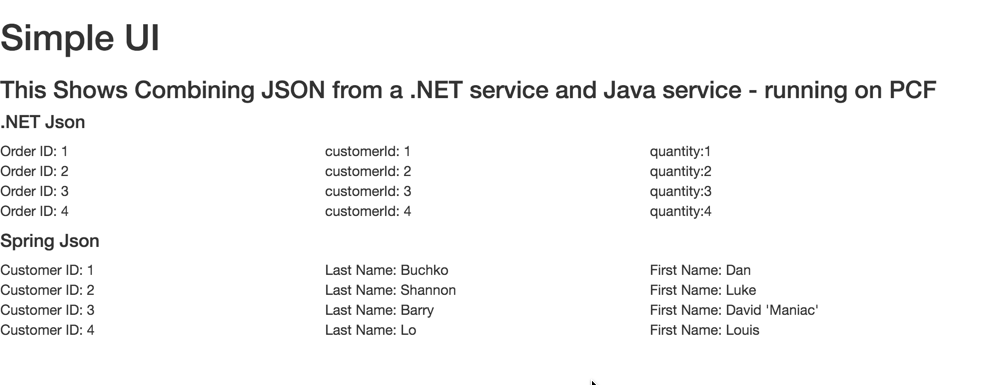 Simple UI
This Shows Combining JSON from a .NET service and Java service - running on PCF
.NET Json
Order ID: 1 customerId: 1 quantity:1
Order ID: 2 customerId: 2 quantity:2
Order ID: 3 customerId: 3 quantity:3
Order ID: 4 customerId: 4 quantity:4
Spring Json
Customer ID: 1 Last Name: Buchko First Name: Dan
Customer ID: 2 Last Name: Shannon First Name: Luke
Customer ID: 3 Last Name: Barry First Name: David 'Maniac'
Customer ID: 4 Last Name: Lo First Name: Louis